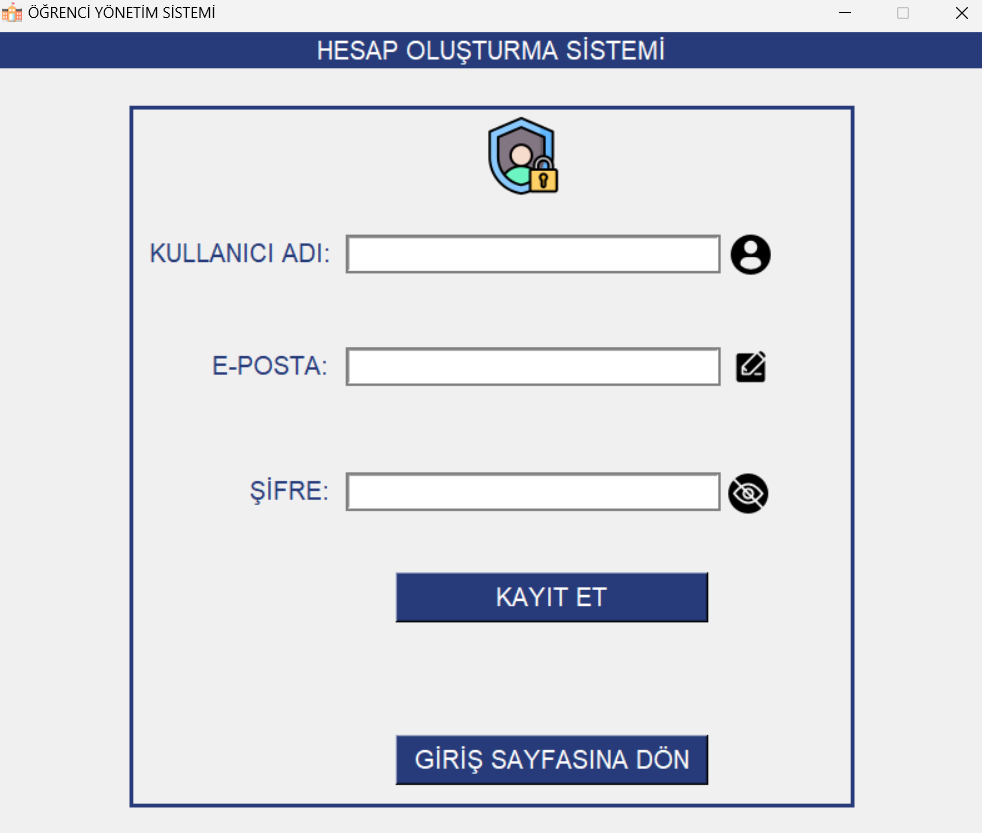 ÖĞRENCİ YÖNETİM SİSTEMİ
HESAP OLUŞTURMA SİSTEMİ
KULLANICI ADI:
E-POSTA:
ŞİFRE:
KAYIT ET
GİRİŞ SAYFASINA DÖN